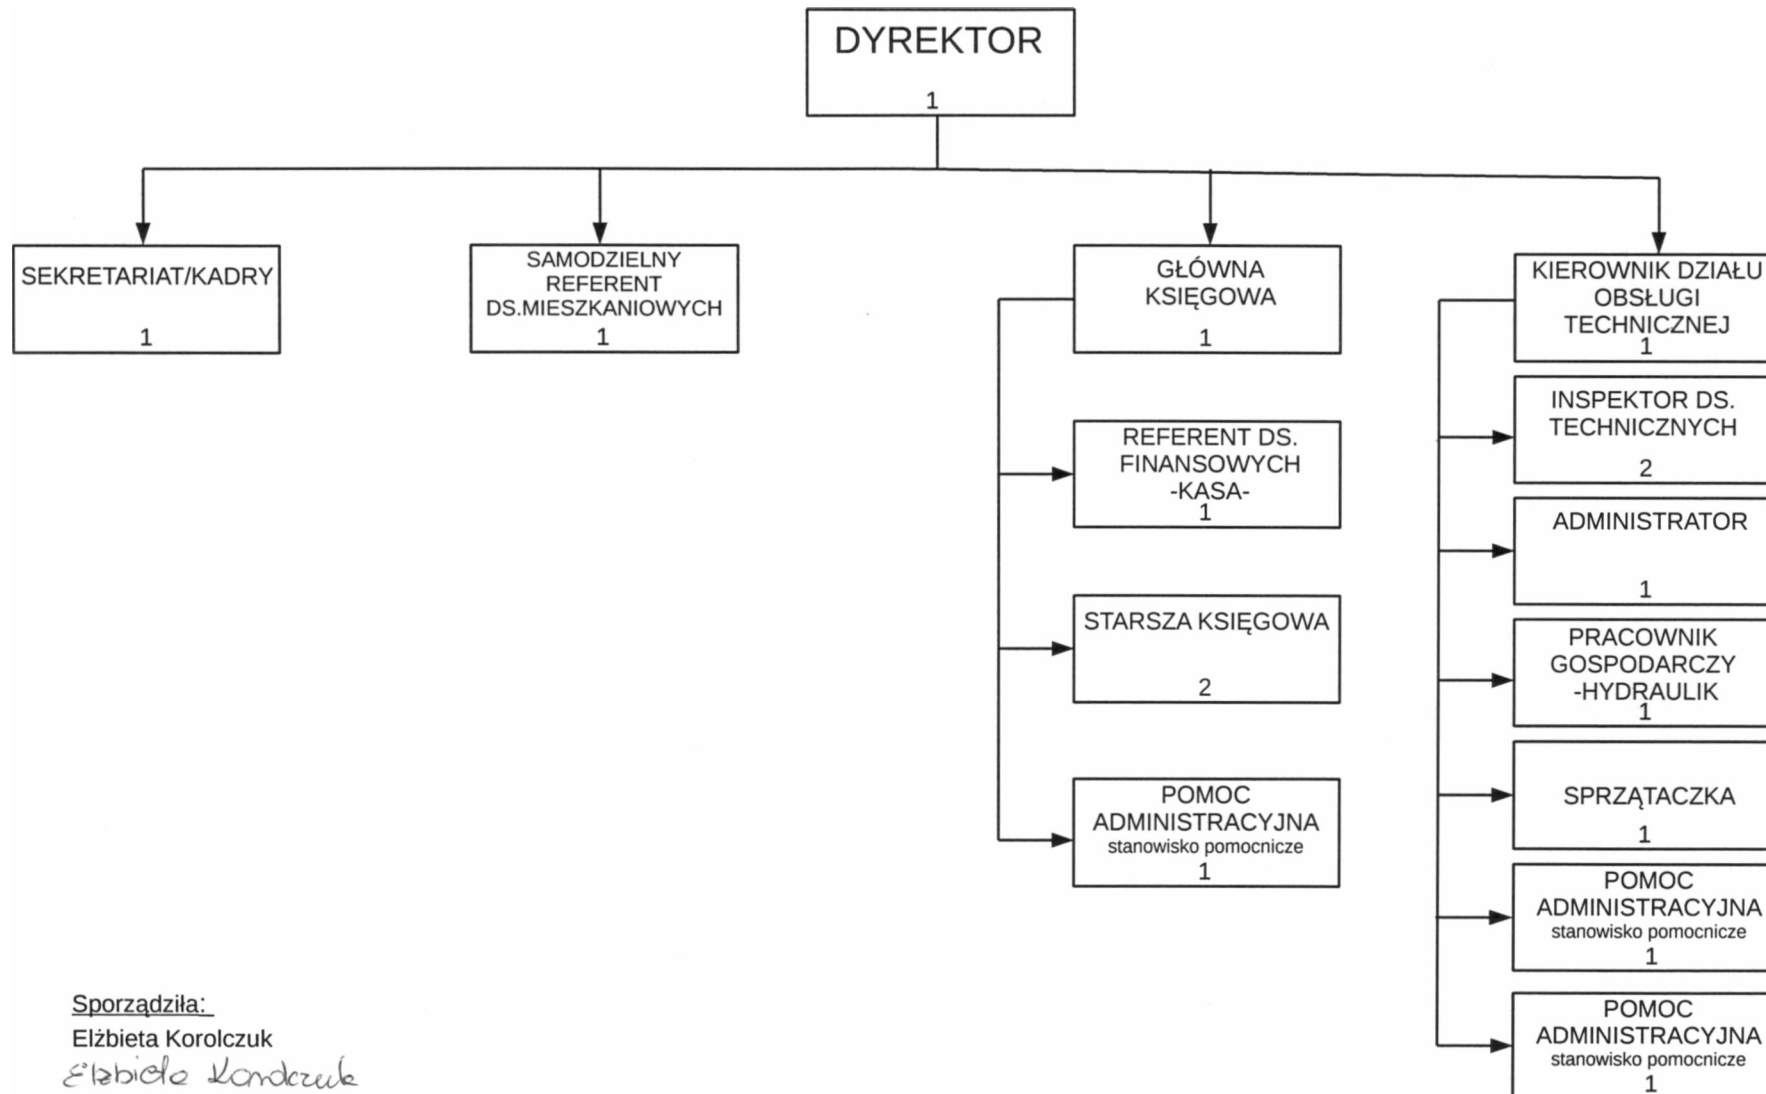 DYREKTOR
1
SEKRETARIAT/KADRY
1
SAMODZIELNY
REFERENT
DS.MIESZKANIOWYCH
1
GŁÓWNA
KSIĘGOWA
1
REFERENT DS.
FINANSOWYCH
-KASA-
1
STARSZA KSIĘGOWA
2
POMOC
ADMINISTRACYJNA
stanowisko pomocnicze
1
KIEROWNIK DZIAŁU
OBSŁUGI
TECHNICZNEJ
1
INSPEKTOR DS.
TECHNICZNYCH
2
ADMINISTRATOR
1
PRACOWNIK
GOSPODARCZY
-HYDRAULIK
1
SPRZĄTACZKA
1
POMOC
ADMINISTRACYJNA
stanowisko pomocnicze
1
POMOC
ADMINISTRACYJNA
stanowisko pomocnicze
1
Sporządziła:
Elżbieta Korolczuk
Elżbieta Korolczuk